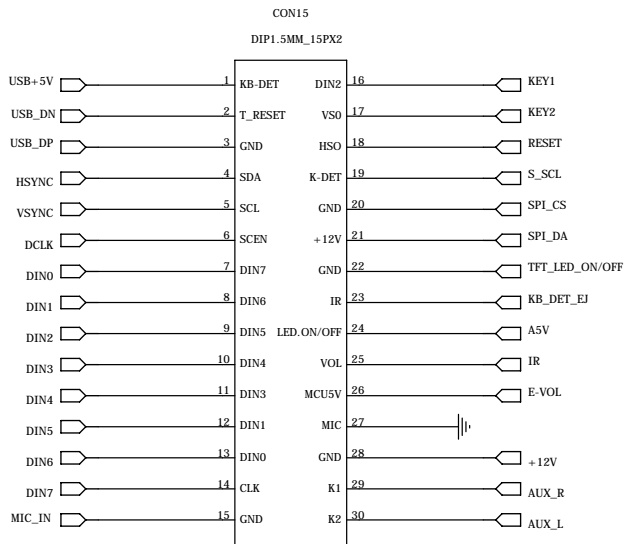 CON15
DIP1.5MM_15PX2
USB+5V 1 KB-DET DIN2 16 KEY1
USB_DN 2 T_RESET VS0 17 KEY2
USB_DP 3 GND HSO 18 RESET
HSYNC 4 SDA K-DET 19 S_SCL
VSYNC 5 SCL GND 20 SPI_CS
DCLK 6 SCEN +12V 21 SPI_DA
DIN0 7 DIN7 GND 22 TFT_LED_ON/OFF
DIN1 8 DIN6 IR 23 KB_DET_EJ
DIN2 9 DIN5 LED.ON/OFF 24 A5V
DIN3 10 DIN4 VOL 25 IR
DIN4 11 DIN3 MCU5V 26 E-VOL
DIN5 12 DIN1 MIC 27
DIN6 13 DIN0 GND 28 +12V
DIN7 14 CLK K1 29 AUX_R
MIC_IN 15 GND K2 30 AUX_L